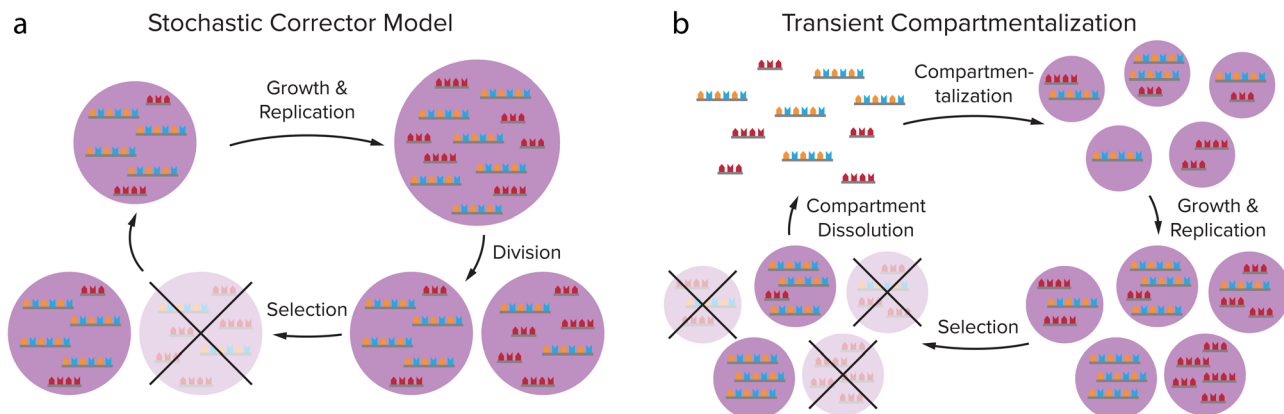 a
Stochastic Corrector Model
Growth &
Replication
Division
Selection
b
Transient Compartmentalization
Compartmen-
talization
Growth &
Replication
Selection
Compartment
Dissolution